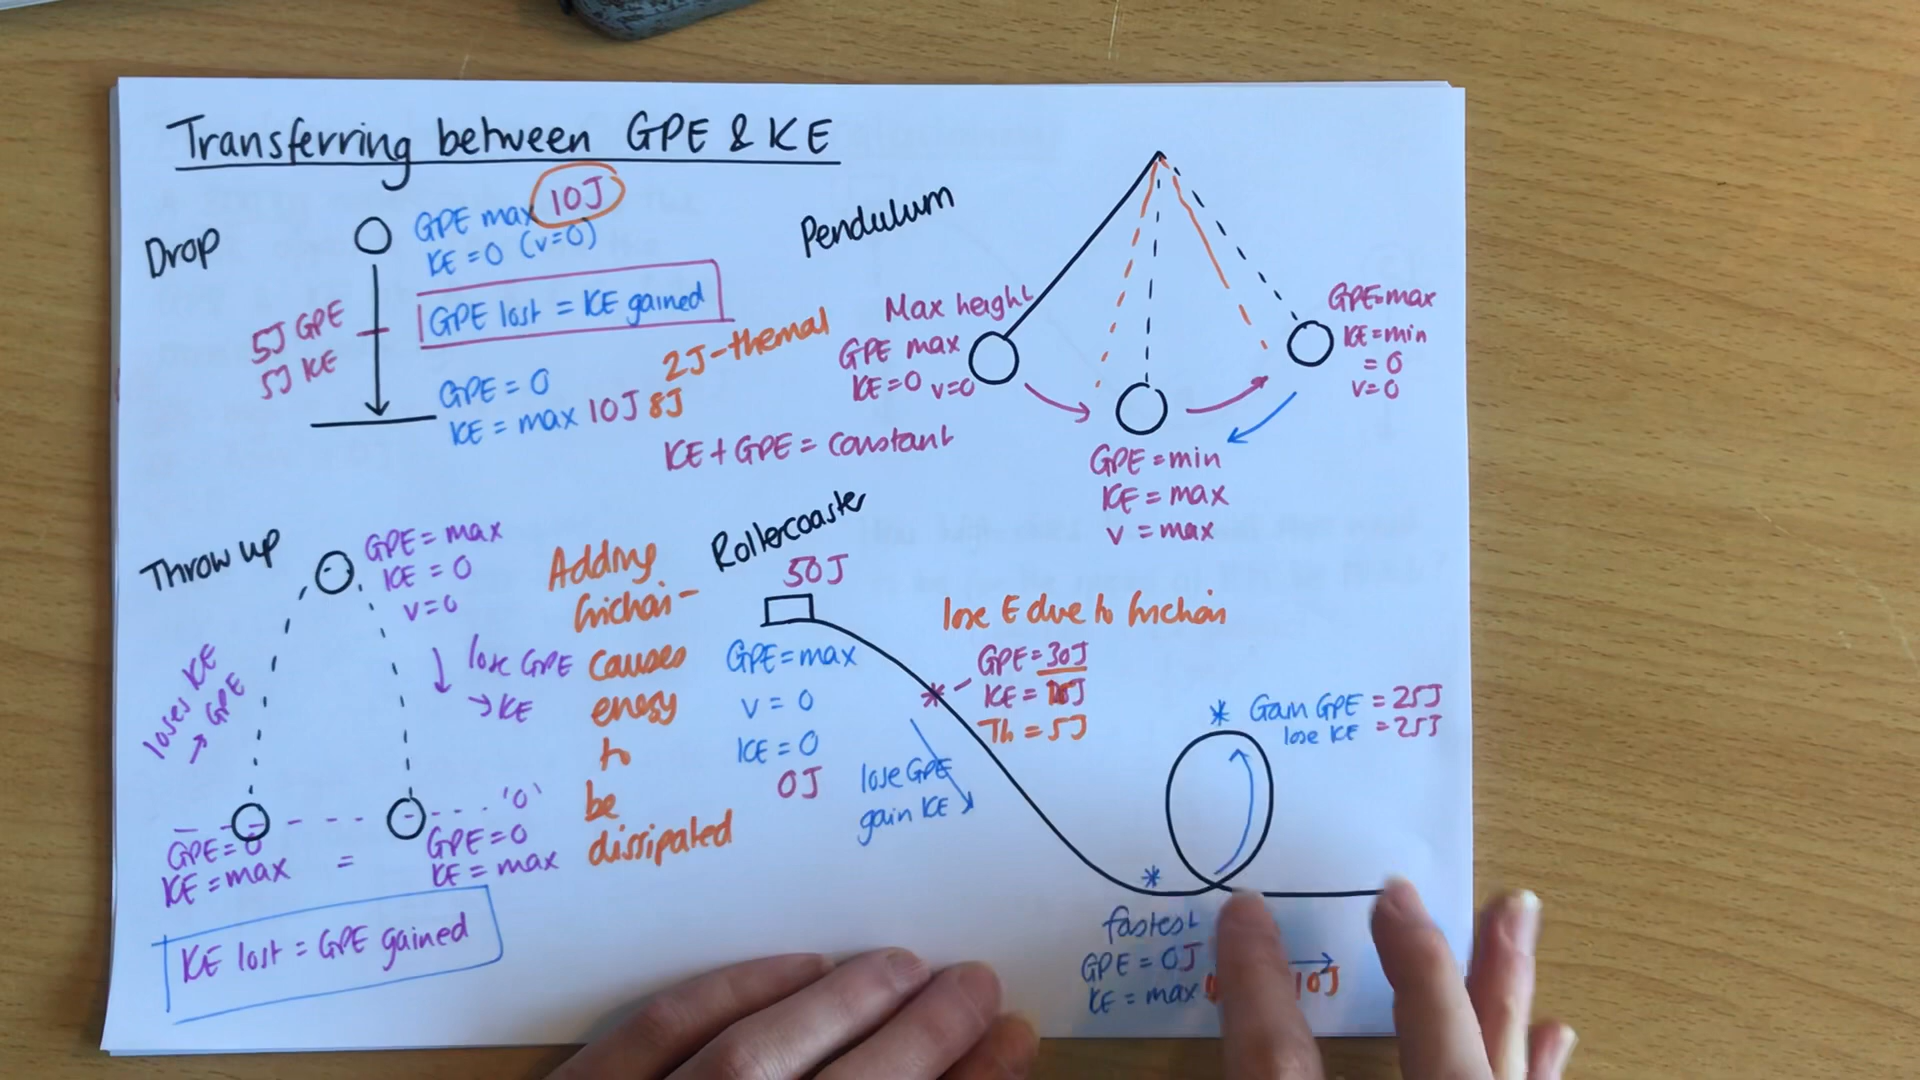 Transferring between GPE & KE
Drop
GPE max 10J
KE = 0 (v=0)
GPE lost = KE gained
5J GPE
5J KE
2J-themal
GPE = 0
KE = max 10J 8J
Pendulum
Max height
GPE max
KE=0 v=0
GPE=max
KE=min
= 0
v=0
GPE = min
KE = max
v = max
KE + GPE = constant
Throw up
GPE = max
KE = 0
v=0
loses KE
→ GPE
lose GPE
→ KE
'0'
GPE=0
KE = max
=
GPE=0
KE = max
KE lost = GPE gained
Adding
friction -
causes
energy
to
be
dissipated
Rollercoaster
50J
GPE=max
v = 0
KE = 0
0J
lose GPE
gain KE
lose E due to friction
* - GPE = 30J
KE =
Th = 5J
* Gain GPE = 25J
lose KE = 25J
*
fastest
GPE = 0J
KE = max
10J